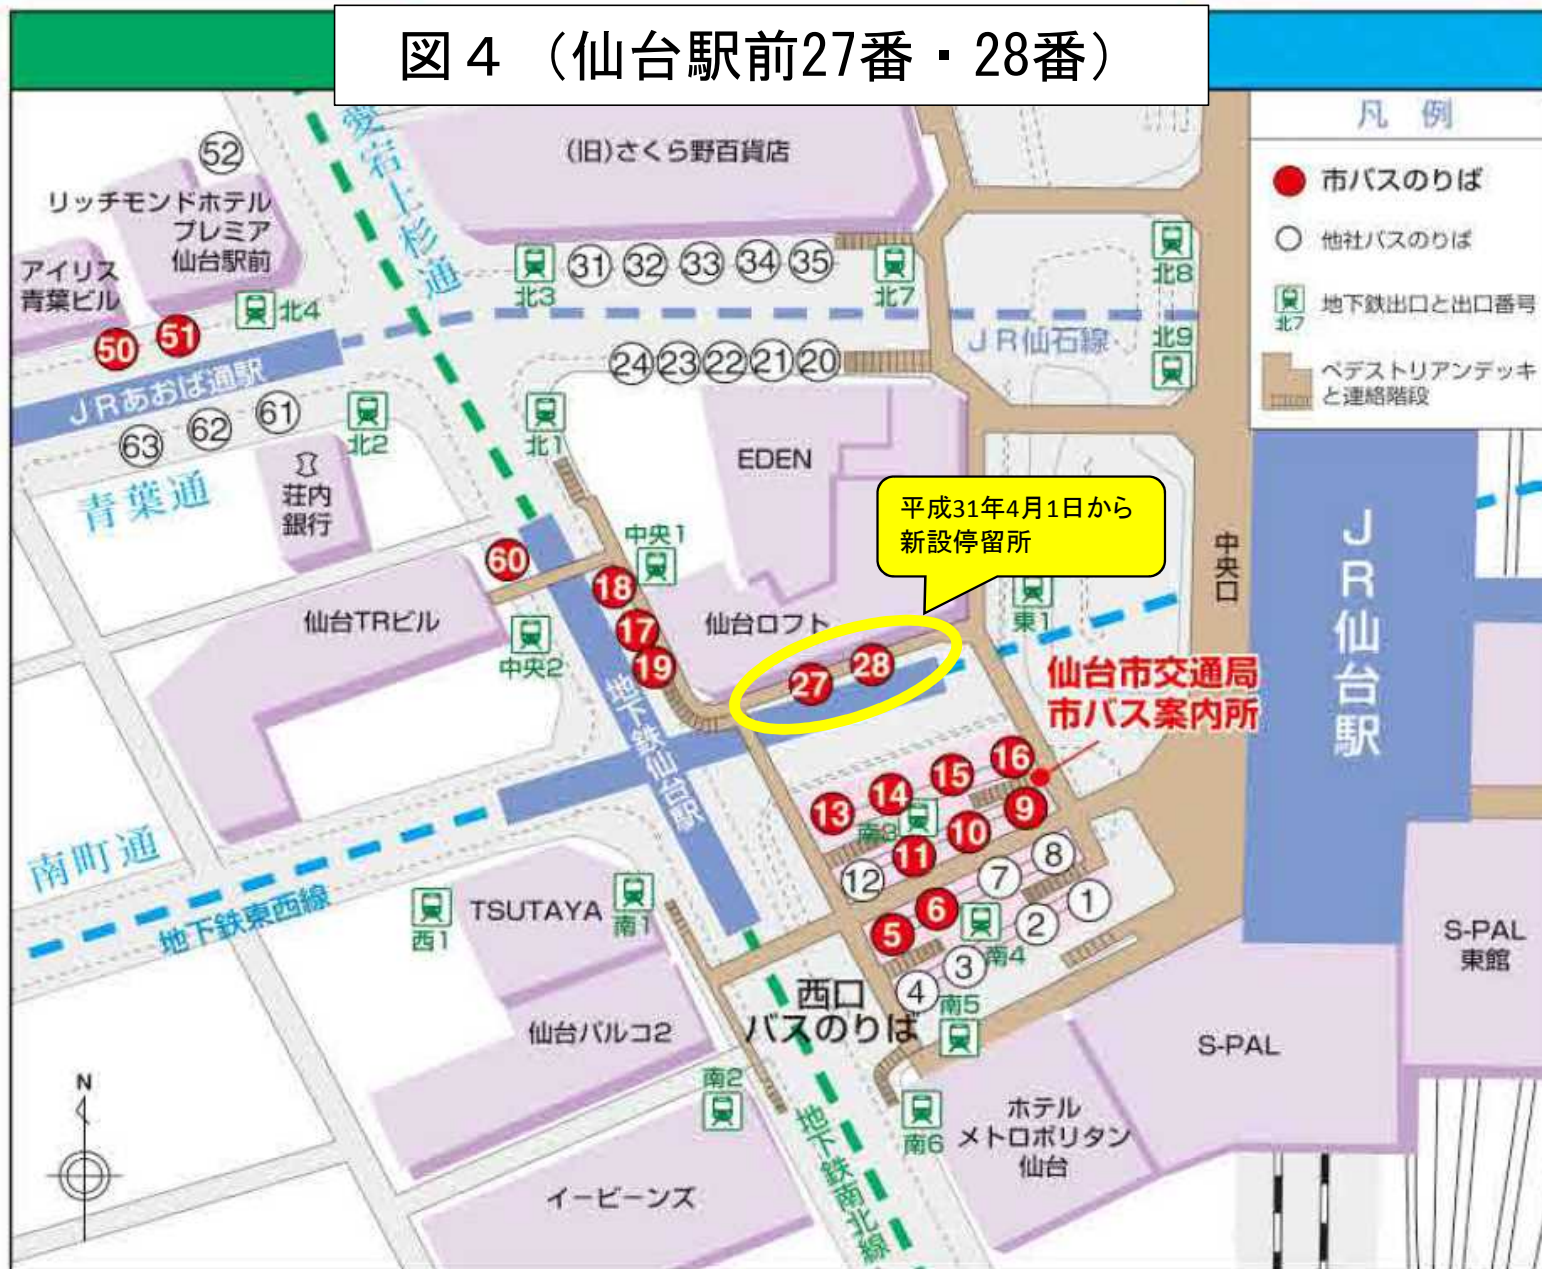 図４（仙台駅前27番・28番）
凡 例
市バスのりば
他社バスのりば
北7
地下鉄出口と出口番号
ペデストリアンデッキ
と連絡階段
愛宕上杉通
(旧)さくら野百貨店
52
リッチモンドホテル
プレミア
仙台駅前
アイリス
青葉ビル
北4
50
51
JRあおば通駅
北3
31 32 33 34 35
北7
北8
JR仙石線
北9
24 23 22 21 20
63 62 61
北2
北1
青葉通
荘内
銀行
EDEN
平成31年4月1日から
新設停留所
中央口
JR仙台駅
60
中央1
18
17
19
仙台TRビル
中央2
仙台ロフト
東1
27 28
仙台市交通局
市バス案内所
地下鉄仙台駅
13 14 15 16
南3
9
10
11
12
8
7
6
5
南4
1
2
3
4
南町通
地下鉄東西線
西1
TSUTAYA
南1
西口
バスのりば
南5
仙台パルコ2
南2
S-PAL
東館
S-PAL
N
南6
ホテル
メトロポリタン
仙台
イービーンズ
地下鉄南北線